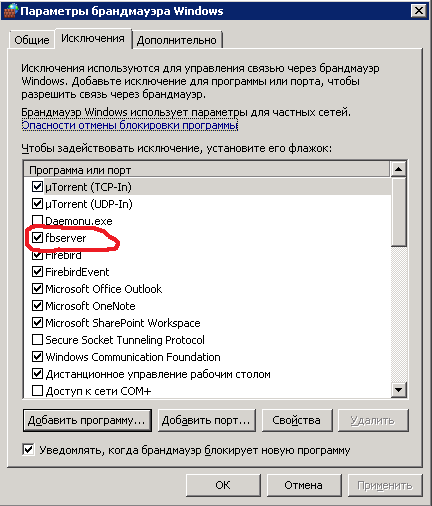 Параметры брандмауэра Windows
Общие Исключения Дополнительно
Исключения используются для управления связью через брандмауэр
Windows. Добавьте исключение для программы или порта, чтобы
разрешить связь через брандмауэр.
Брандмауэр Windows использует параметры для частных сетей.
Опасности отмены блокировки программы
Чтобы задействовать исключение, установите его флажок:
Программа или порт
µTorrent (TCP-In)
µTorrent (UDP-In)
Daemonu.exe
fbserver
Firebird
FirebirdEvent
Microsoft Office Outlook
Microsoft OneNote
Microsoft SharePoint Workspace
Secure Socket Tunneling Protocol
Windows Communication Foundation
Дистанционное управление рабочим столом
Доступ к сети COM+
Добавить программу... Добавить порт... Свойства Удалить
Уведомлять, когда брандмауэр блокирует новую программу
ОК Отмена Применить